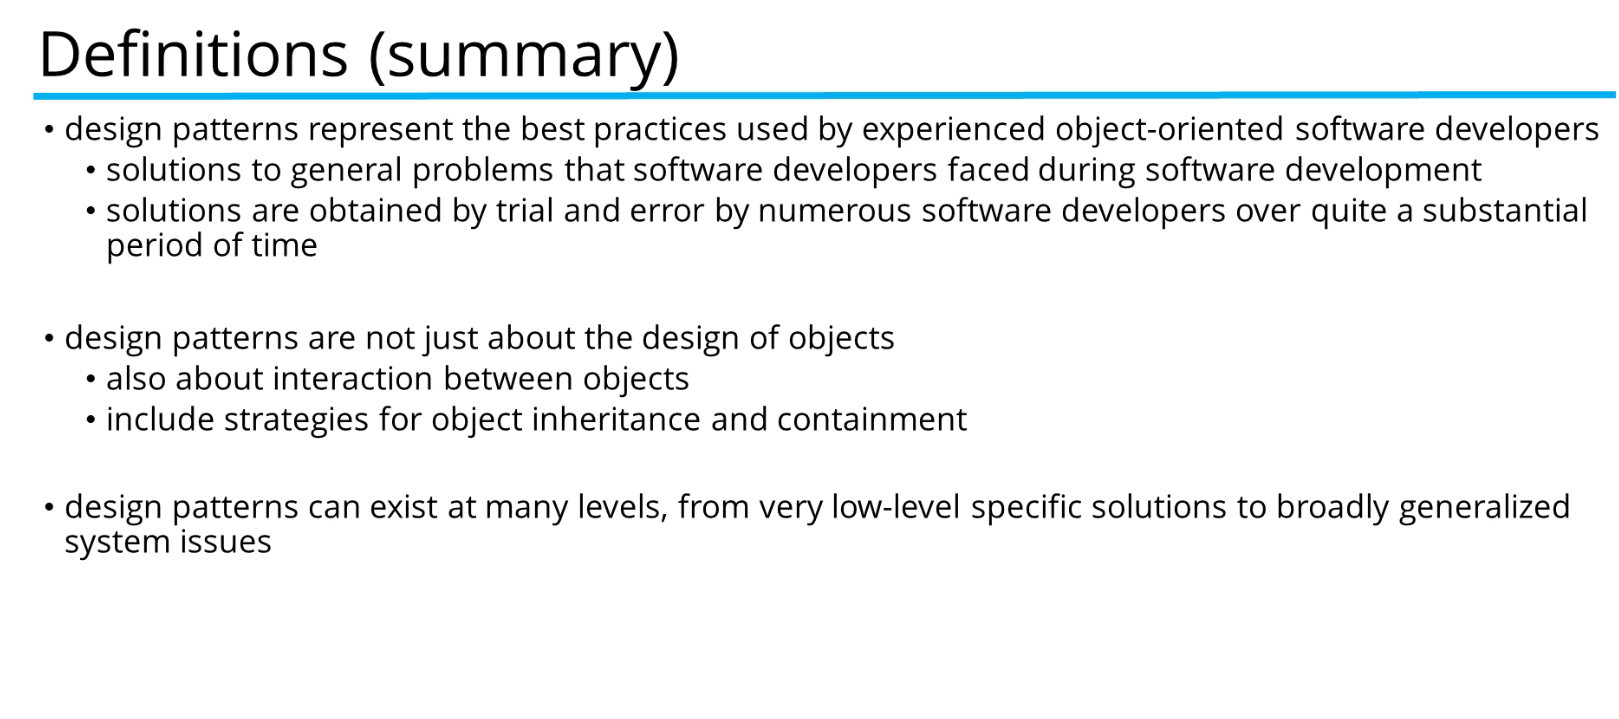 Definitions (summary)
• design patterns represent the best practices used by experienced object-oriented software developers
• solutions to general problems that software developers faced during software development
• solutions are obtained by trial and error by numerous software developers over quite a substantial
period of time
• design patterns are not just about the design of objects
• also about interaction between objects
• include strategies for object inheritance and containment
• design patterns can exist at many levels, from very low-level specific solutions to broadly generalized
system issues